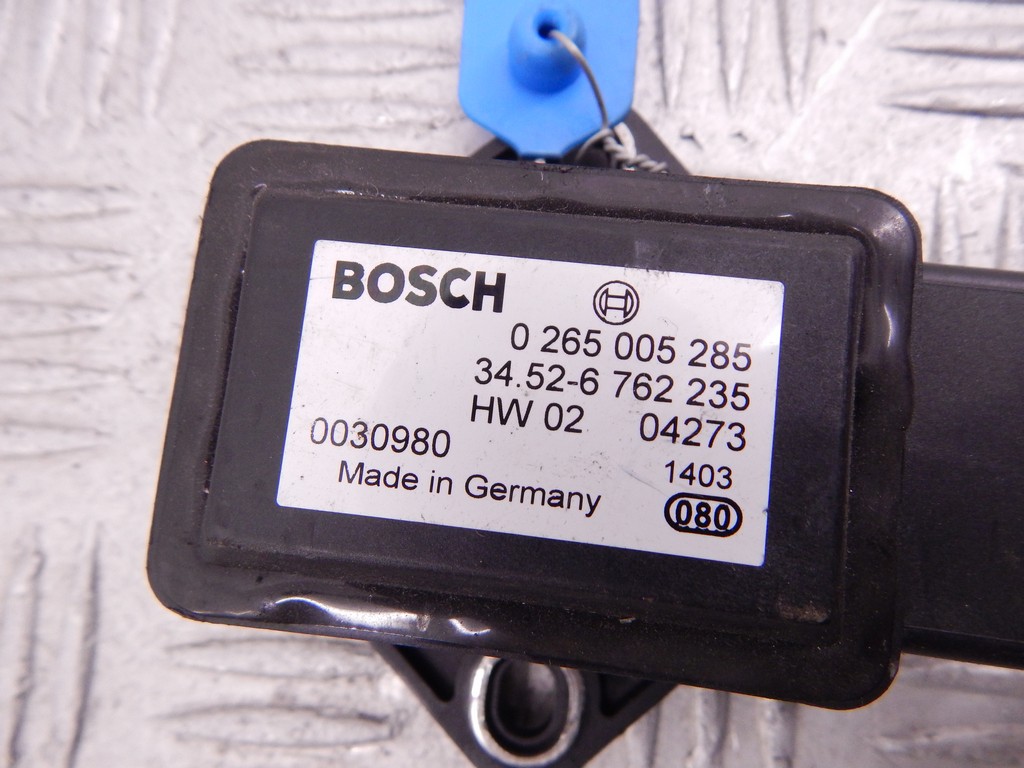 BOSCH
0 265 005 285
34.52-6 762 235
HW 02 04273
0030980 1403
Made in Germany 080